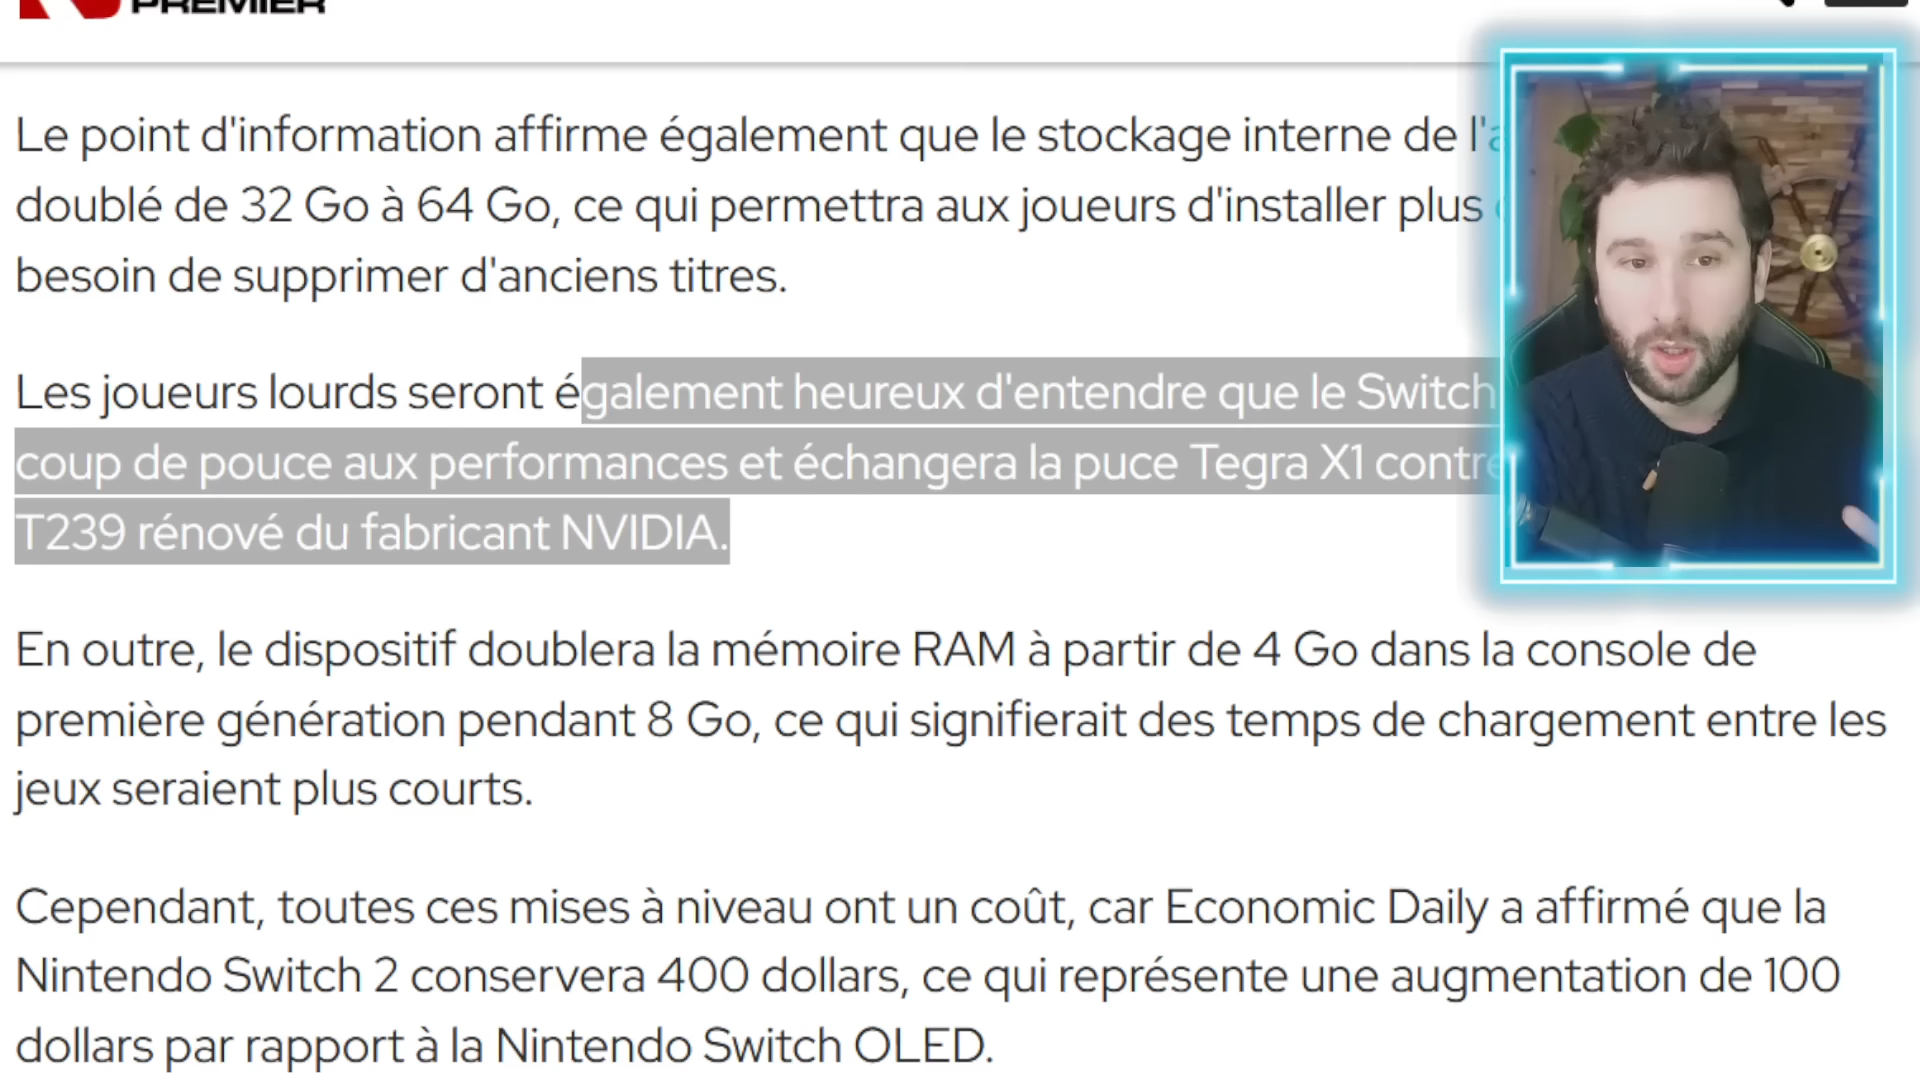 PREMIER
Le point d'information affirme également que le stockage interne de l'a
doublé de 32 Go à 64 Go, ce qui permettra aux joueurs d'installer plus
besoin de supprimer d'anciens titres.
Les joueurs lourds seront également heureux d'entendre que le Switch
coup de pouce aux performances et échangera la puce Tegra X1 contre
T239 rénové du fabricant NVIDIA.
En outre, le dispositif doublera la mémoire RAM à partir de 4 Go dans la console de
première génération pendant 8 Go, ce qui signifierait des temps de chargement entre les
jeux seraient plus courts.
Cependant, toutes ces mises à niveau ont un coût, car Economic Daily a affirmé que la
Nintendo Switch 2 conservera 400 dollars, ce qui représente une augmentation de 100
dollars par rapport à la Nintendo Switch OLED.